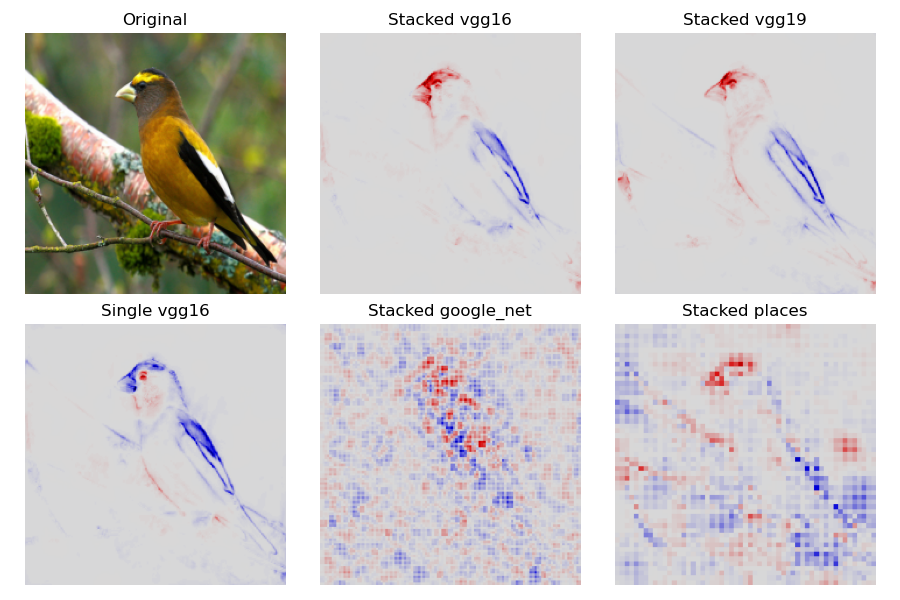 Original
Stacked vgg16
Stacked vgg19
Single vgg16
Stacked google_net
Stacked places